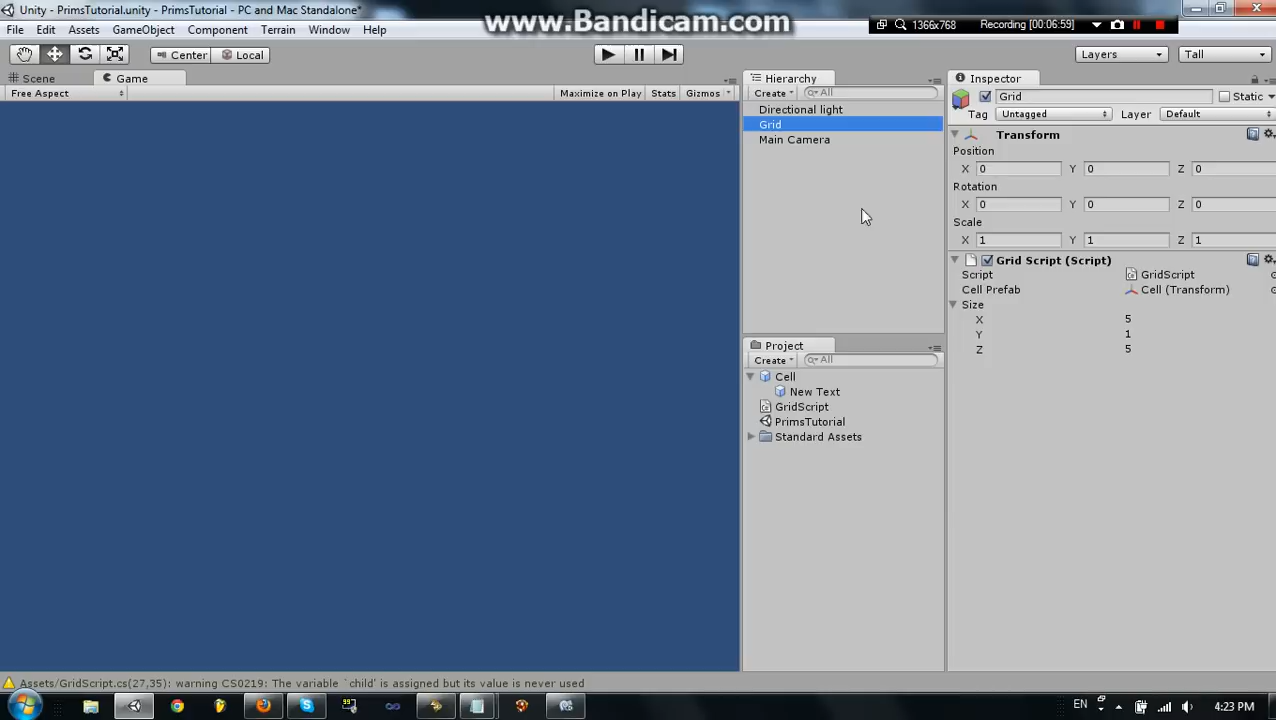 Unity - PrimsTutorial.unity - PrimsTutorial - PC and Mac Standalone*
www.Bandicam.com
1366x768
Recording [00:06:59]
File Edit Assets GameObject Component Terrain Window Help
Center Local
Layers
Tall
Scene Game
Hierarchy
Inspector
Free Aspect
Maximize on Play Stats Gizmos
Create All
Grid
Static
Directional light
Tag Untagged Layer Default
Grid
Transform
Main Camera
Position
X 0 Y 0 Z 0
Rotation
X 0 Y 0 Z 0
Scale
X 1 Y 1 Z 1
Grid Script (Script)
Script GridScript
Cell Prefab Cell (Transform)
Size
X 5
Y 1
Z 5
Project
Create All
Cell
New Text
GridScript
PrimsTutorial
Standard Assets
Assets/GridScript.cs(27,35): warning CS0219: The variable `child' is assigned but its value is never used
EN
4:23 PM